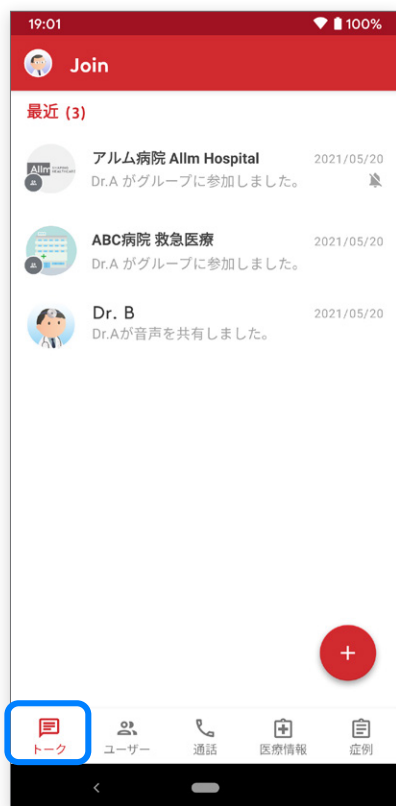 19:01 100%
Join
最近 (3)
アルム病院 Allm Hospital 2021/05/20
Allm
Dr.A がグループに参加しました。
ABC病院 救急医療 2021/05/20
Dr.A がグループに参加しました。
Dr. B 2021/05/20
Dr.Aが音声を共有しました。
+
トーク ユーザー 通話 医療情報 症例